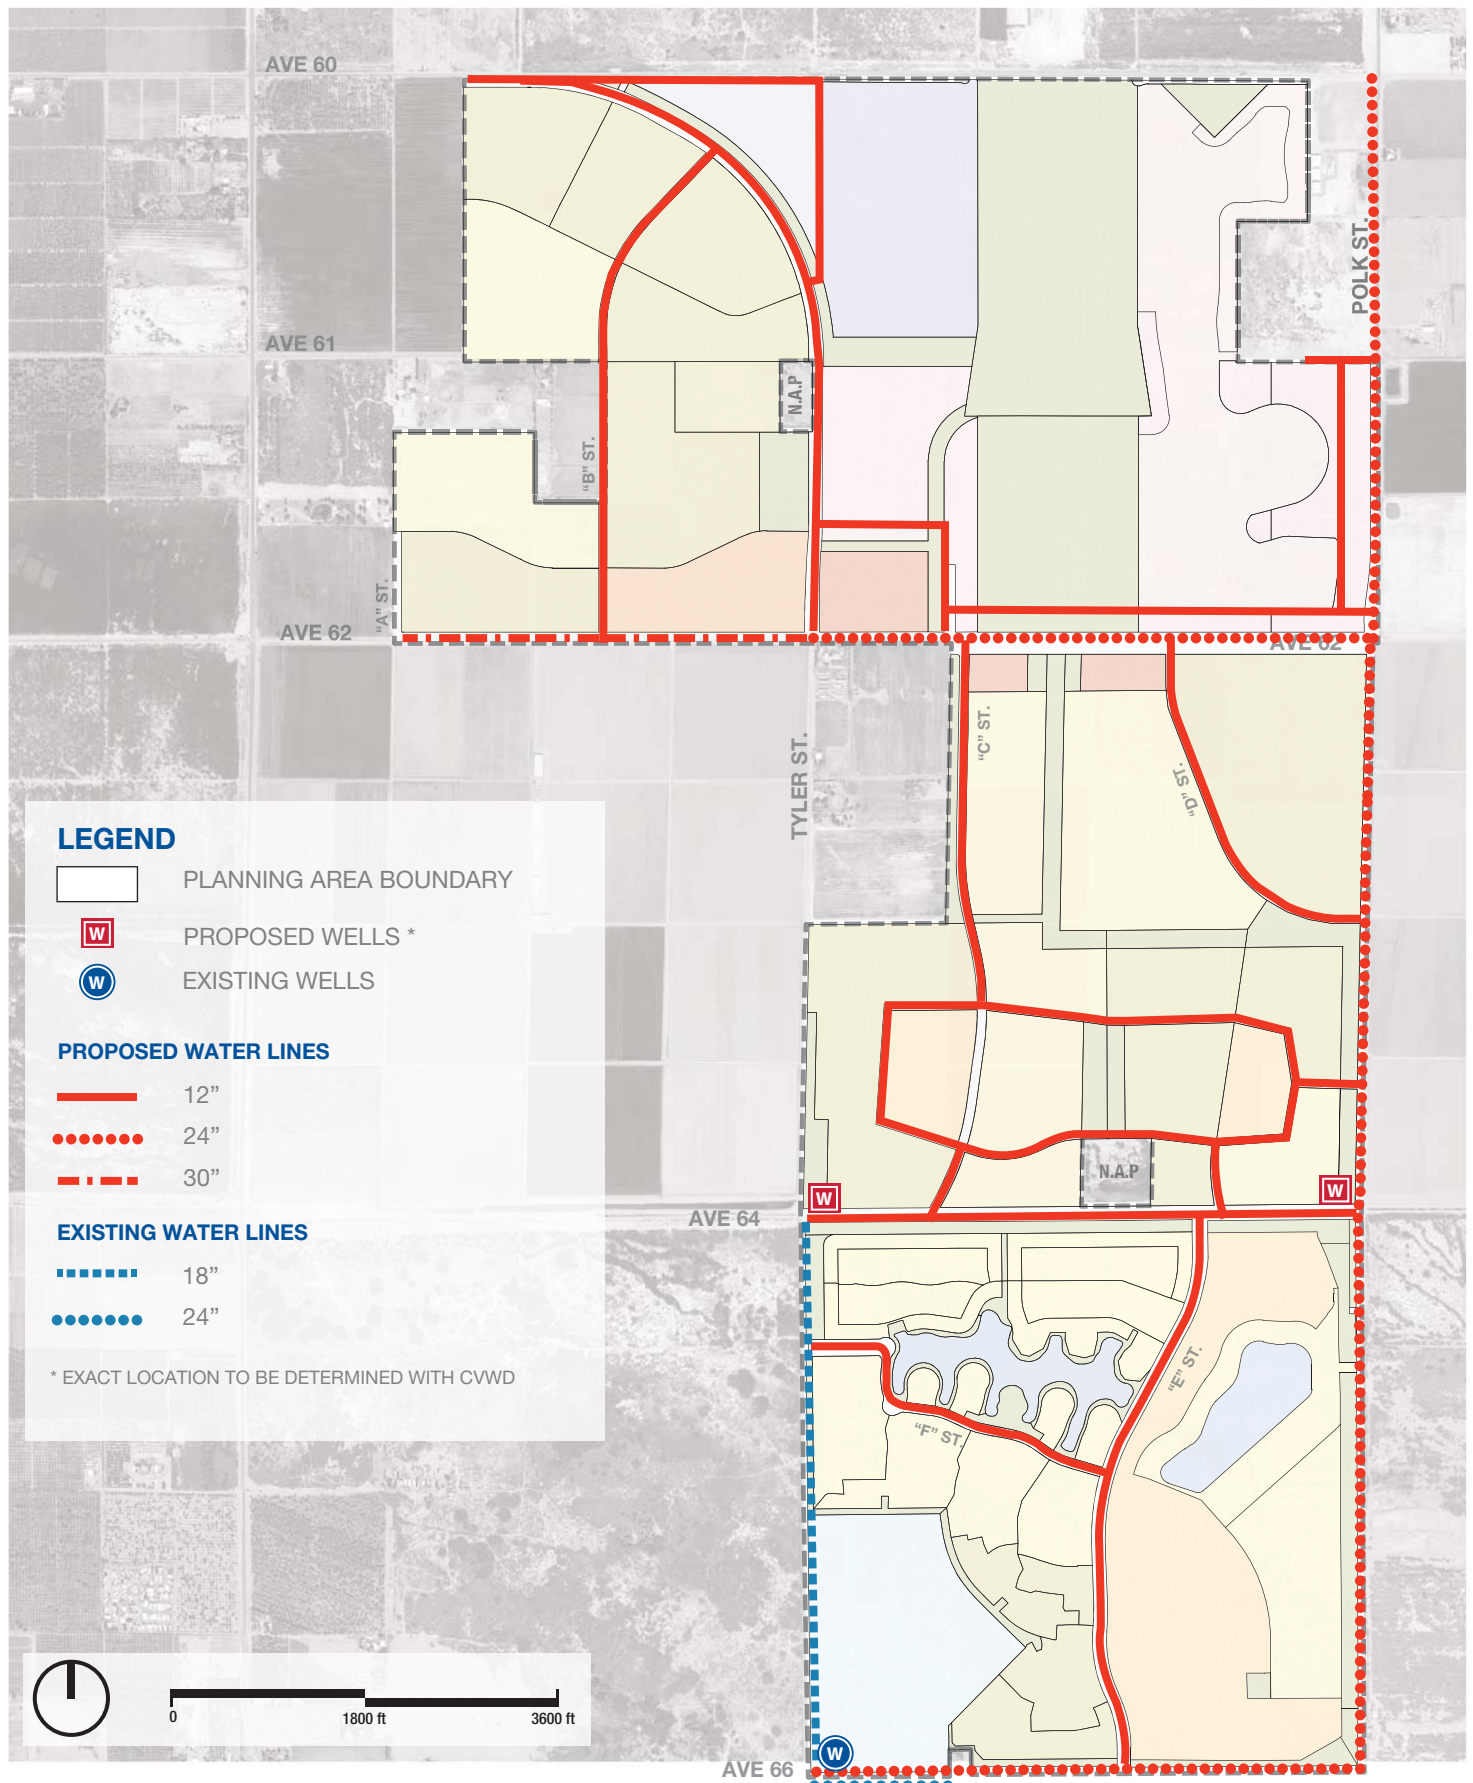 AVE 60
POLK ST.
AVE 61
N.A.P
"B" ST.
"A" ST.
AVE 62
AVE 62
"C" ST.
TYLER ST.
"D" ST.
LEGEND
PLANNING AREA BOUNDARY
W PROPOSED WELLS *
W EXISTING WELLS
PROPOSED WATER LINES
12”
24”
30”
EXISTING WATER LINES
18”
24”
* EXACT LOCATION TO BE DETERMINED WITH CVWD
N.A.P
W
W
AVE 64
“E” ST.
“F” ST.
0 1800 ft 3600 ft
W
AVE 66